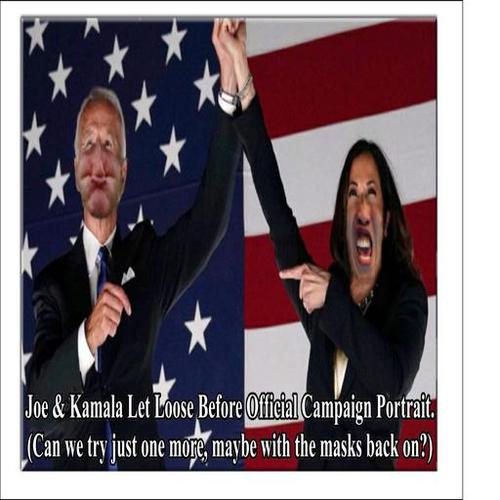 Joe & Kamala Let Loose Before Official Campaign Portrait.
(Can we try just one more, maybe with the masks back on?)